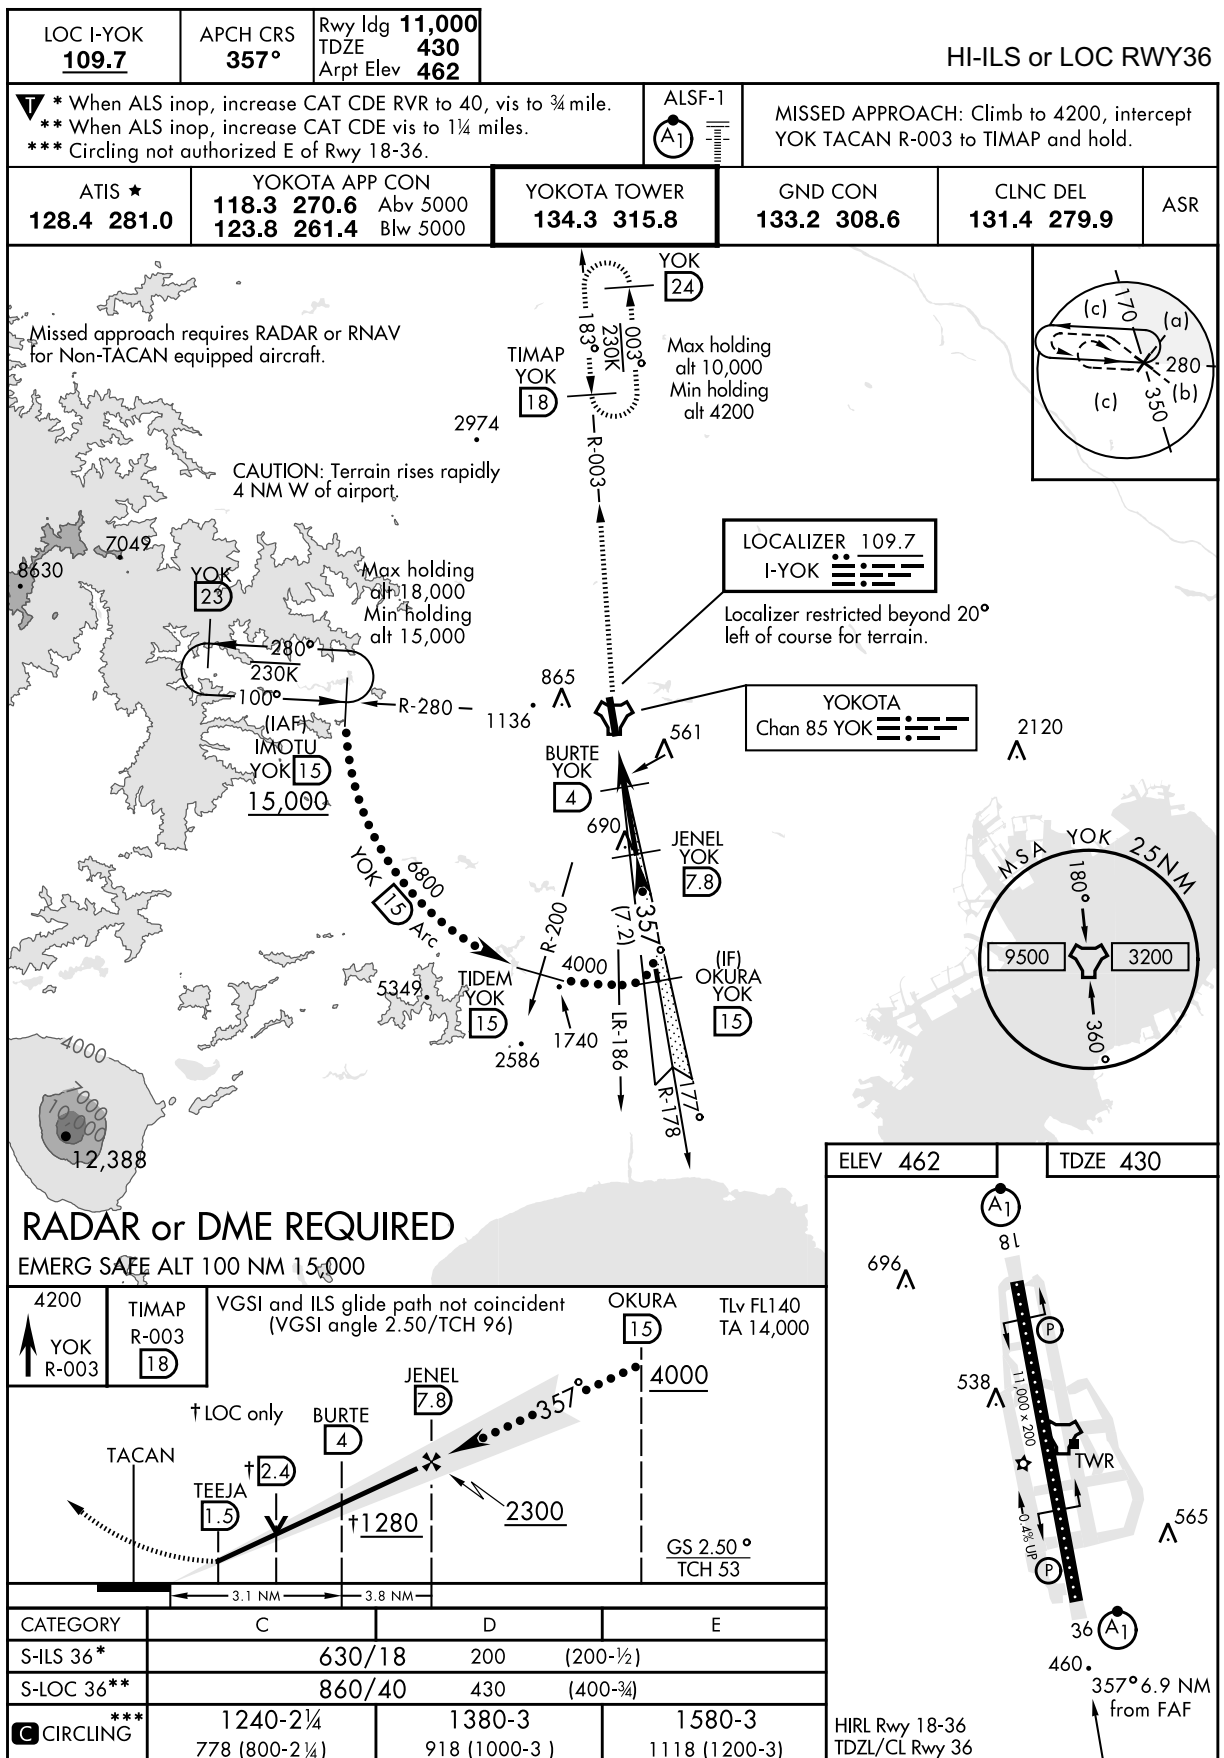 LOC I-YOK
109.7
APCH CRS
357°
Rwy ldg 11,000
TDZE 430
Arpt Elev 462
HI-ILS or LOC RWY36
T * When ALS inop, increase CAT CDE RVR to 40, vis to ¾ mile.
** When ALS inop, increase CAT CDE vis to 1¼ miles.
*** Circling not authorized E of Rwy 18-36.
ALSF-1
A1
MISSED APPROACH: Climb to 4200, intercept
YOK TACAN R-003 to TIMAP and hold.
ATIS ★
128.4 281.0
YOKOTA APP CON
118.3 270.6 Abv 5000
123.8 261.4 Blw 5000
YOKOTA TOWER
134.3 315.8
GND CON
133.2 308.6
CLNC DEL
131.4 279.9
ASR
Missed approach requires RADAR or RNAV
for Non-TACAN equipped aircraft.
YOK
24
183°
230K
003°
TIMAP
YOK
18
Max holding
alt 10,000
Min holding
alt 4200
170
(c)
(a)
280
(b)
(c)
350
2974
R-003
CAUTION: Terrain rises rapidly
4 NM W of airport.
7049
8630
YOK
23
Max holding
alt 18,000
Min holding
alt 15,000
280°
230K
100°
R-280
(IAF)
IMOTU
YOK 15
15,000
LOCALIZER 109.7
I-YOK
Localizer restricted beyond 20°
left of course for terrain.
865
1136
YOKOTA
Chan 85 YOK
561
2120
BURTE
YOK
4
690
JENEL
YOK
7.8
6800
YOK 15 Arc
R-200
(7.2)
357°
4000
(IF)
OKURA
YOK
15
TIDEM
YOK
15
5349
1740
2586
LR-186
R-178
177°
MSA YOK 25NM
180°
9500
3200
360°
4000
7000
10,000
12,388
RADAR or DME REQUIRED
EMERG SAFE ALT 100 NM 15,000
ELEV 462
TDZE 430
A1
18
696
P
538
11,000 x 200
TWR
0.4% UP
565
P
36
A1
460
357° 6.9 NM
from FAF
HIRL Rwy 18-36
TDZL/CL Rwy 36
4200
YOK
R-003
TIMAP
R-003
18
VGSI and ILS glide path not coincident
(VGSI angle 2.50/TCH 96)
OKURA
15
TLv FL140
TA 14,000
4000
JENEL
7.8
357°
† LOC only
BURTE
4
TACAN
† 2.4
TEEJA
1.5
†1280
2300
GS 2.50°
TCH 53
3.1 NM
3.8 NM
CATEGORY C D E
S-ILS 36* 630/18 200 (200-½)
S-LOC 36** 860/40 430 (400-¾)
C CIRCLING***
1240-2¼
778 (800-2¼)
1380-3
918 (1000-3 )
1580-3
1118 (1200-3)